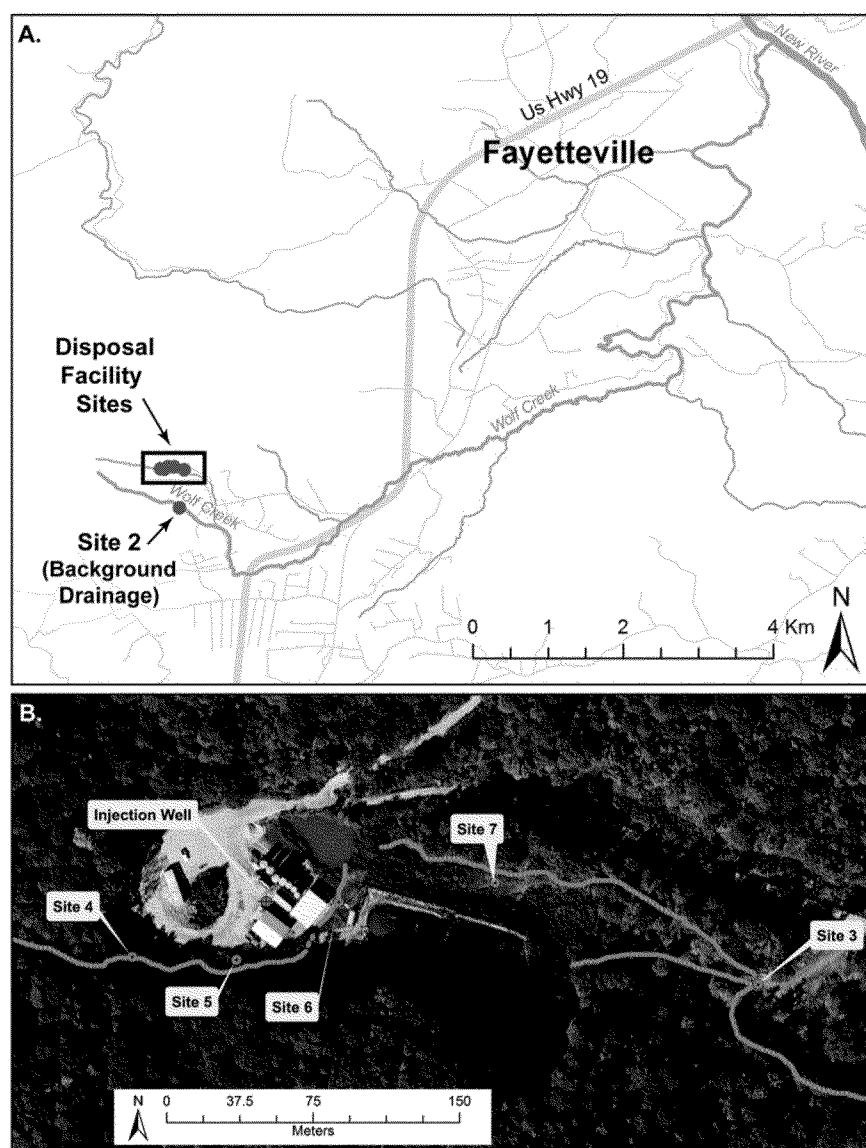 A.
New River
Us Hwy 19
Fayetteville
Disposal
Facility
Sites
Wolf Creek
Wolf Creek
Site 2
(Background
Drainage)
N
0 1 2 4 Km
B.
Injection Well
Site 7
Site 4
Site 3
Site 5
Site 6
N
0 37.5 75 150
Meters